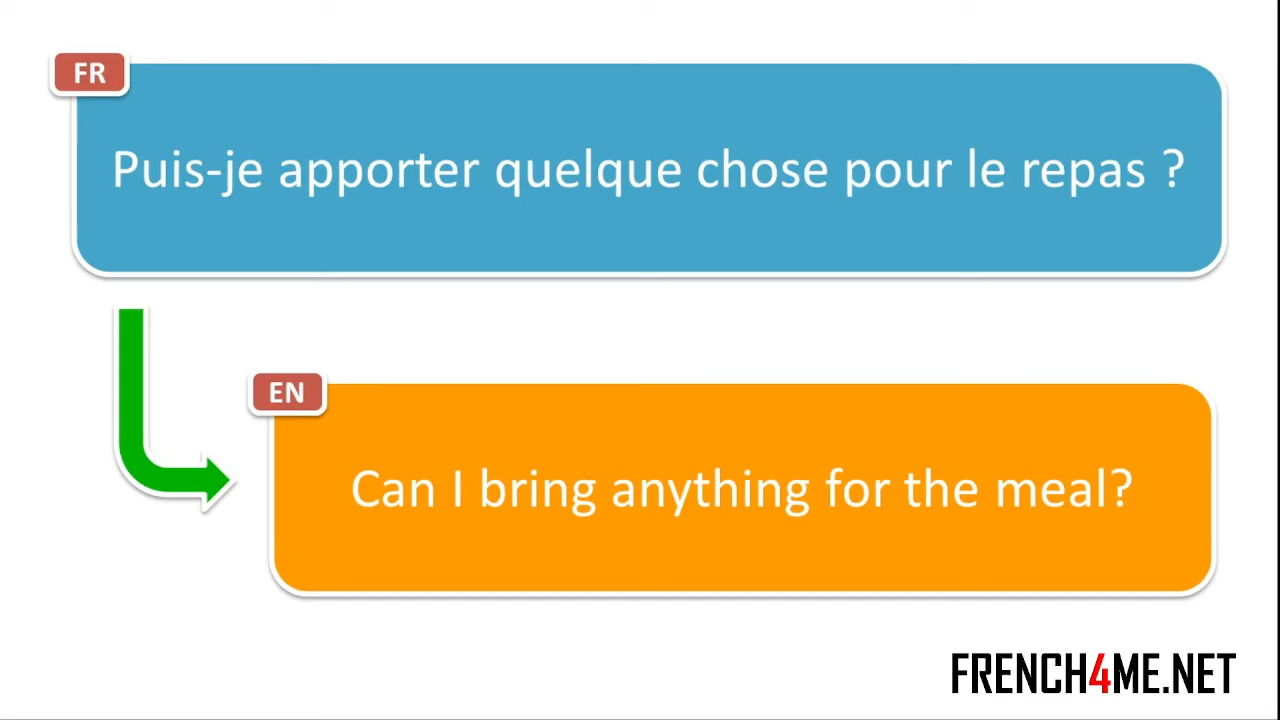 FR
Puis-je apporter quelque chose pour le repas ?
EN
Can I bring anything for the meal?
FRENCH4ME.NET